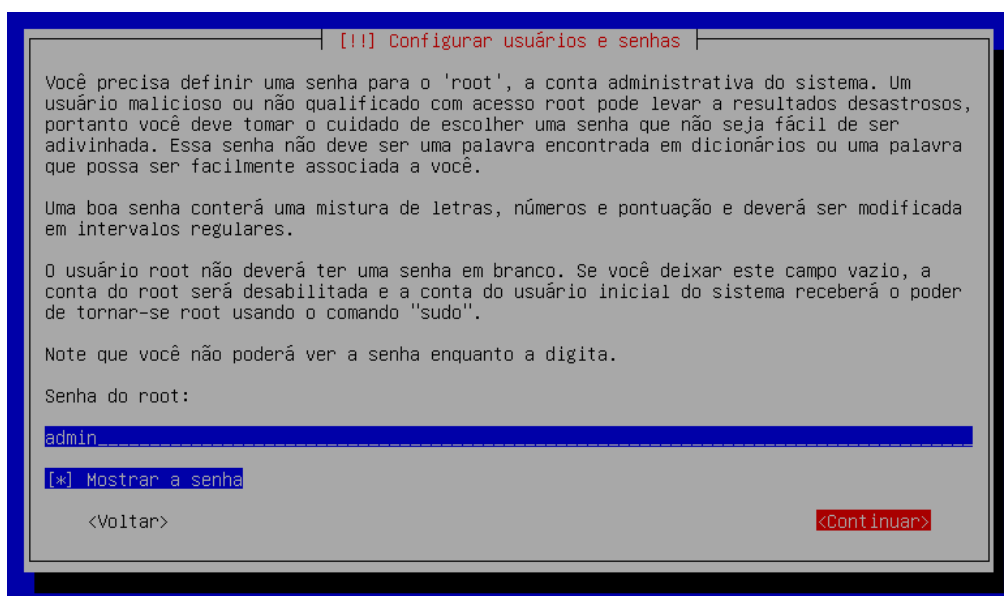 [!!] Configurar usuários e senhas
Você precisa definir uma senha para o 'root', a conta administrativa do sistema. Um
usuário malicioso ou não qualificado com acesso root pode levar a resultados desastrosos,
portanto você deve tomar o cuidado de escolher uma senha que não seja fácil de ser
adivinhada. Essa senha não deve ser uma palavra encontrada em dicionários ou uma palavra
que possa ser facilmente associada a você.
Uma boa senha conterá uma mistura de letras, números e pontuação e deverá ser modificada
em intervalos regulares.
O usuário root não deverá ter uma senha em branco. Se você deixar este campo vazio, a
conta do root será desabilitada e a conta do usuário inicial do sistema receberá o poder
de tornar-se root usando o comando "sudo".
Note que você não poderá ver a senha enquanto a digita.
Senha do root:
admin
[*] Mostrar a senha
<Voltar> <Continuar>